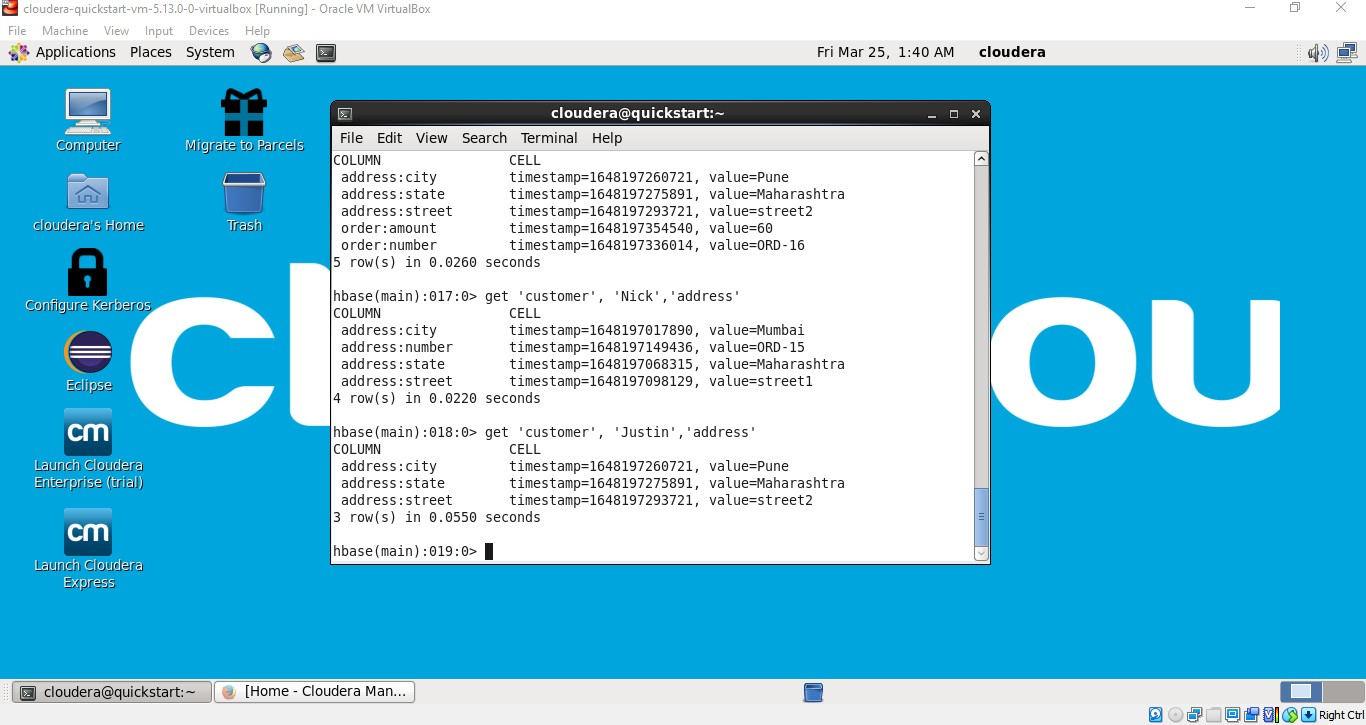 cloudera-quickstart-vm-5.13.0-0-virtualbox [Running] - Oracle VM VirtualBox
File Machine View Input Devices Help
Applications Places System Fri Mar 25, 1:40 AM cloudera
Computer
Migrate to Parcels
cloudera's Home
Trash
Configure Kerberos
Eclipse
cm
Launch Cloudera
Enterprise (trial)
cm
Launch Cloudera
Express
cl
ou
cloudera@quickstart:~
File Edit View Search Terminal Help
COLUMN CELL
address:city timestamp=1648197260721, value=Pune
address:state timestamp=1648197275891, value=Maharashtra
address:street timestamp=1648197293721, value=street2
order:amount timestamp=1648197354540, value=60
order:number timestamp=1648197336014, value=ORD-16
5 row(s) in 0.0260 seconds
hbase(main):017:0> get 'customer', 'Nick','address'
COLUMN CELL
address:city timestamp=1648197017890, value=Mumbai
address:number timestamp=1648197149436, value=ORD-15
address:state timestamp=1648197068315, value=Maharashtra
address:street timestamp=1648197098129, value=street1
4 row(s) in 0.0220 seconds
hbase(main):018:0> get 'customer', 'Justin','address'
COLUMN CELL
address:city timestamp=1648197260721, value=Pune
address:state timestamp=1648197275891, value=Maharashtra
address:street timestamp=1648197293721, value=street2
3 row(s) in 0.0550 seconds
hbase(main):019:0>
cloudera@quickstart:~ [Home - Cloudera Man...
Right Ctrl